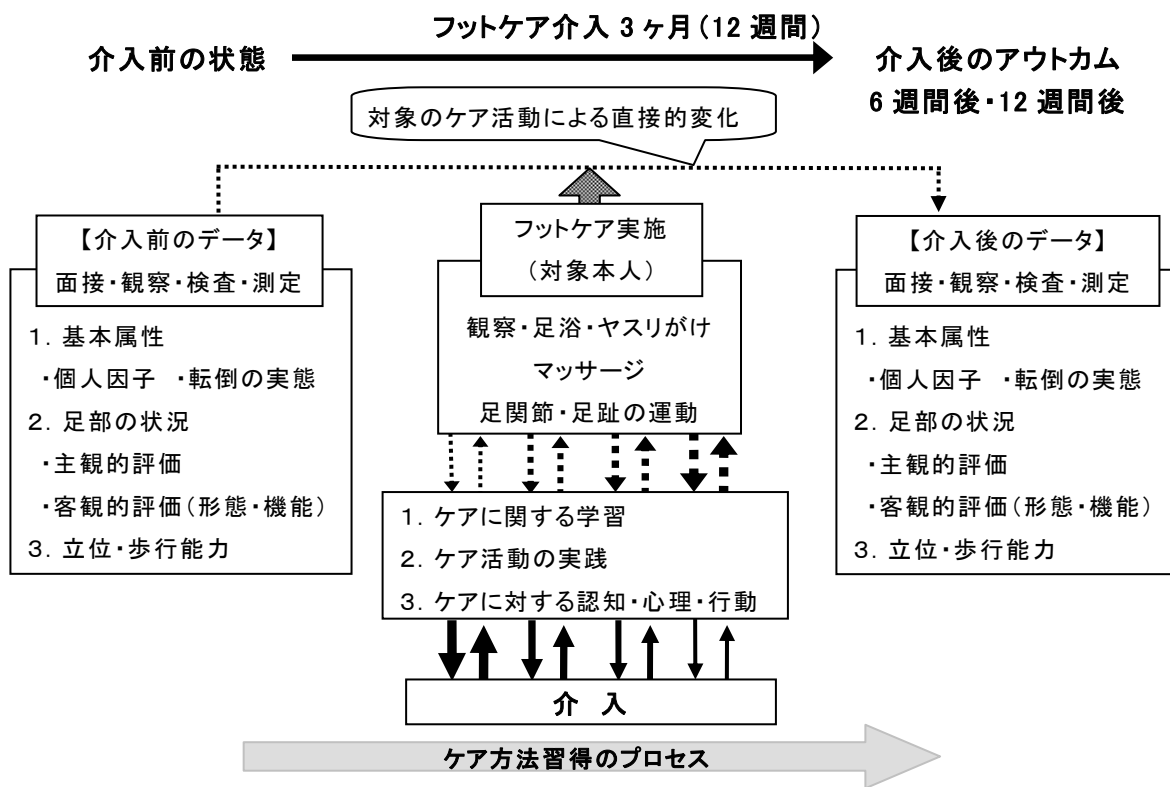 フットケア介入 3 ヶ月（12 週間）
介入前の状態
介入後のアウトカム
6 週間後・12 週間後
対象のケア活動による直接的変化
【介入前のデータ】
面接・観察・検査・測定
1．基本属性
・個人因子 ・転倒の実態
2．足部の状況
・主観的評価
・客観的評価（形態・機能）
3．立位・歩行能力
フットケア実施
（対象本人）
観察・足浴・ヤスリがけ
マッサージ
足関節・足趾の運動
1．ケアに関する学習
2．ケア活動の実践
3．ケアに対する認知・心理・行動
介 入
【介入後のデータ】
面接・観察・検査・測定
1．基本属性
・個人因子 ・転倒の実態
2．足部の状況
・主観的評価
・客観的評価（形態・機能）
3．立位・歩行能力
ケア方法習得のプロセス